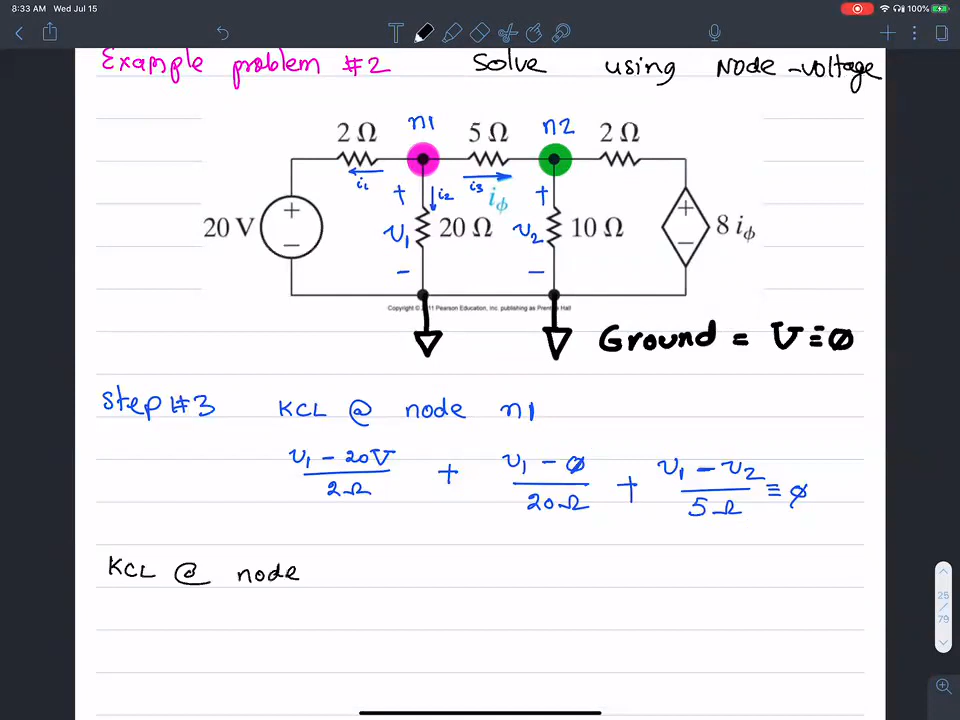 8:33 AM Wed Jul 15
100%
Example problem #2 Solve using Node-voltage
2 Ω n1 5 Ω n2 2 Ω
i1 i2 i3 iϕ
+ +
20 V + − v1 20 Ω v2 10 Ω + − 8 iϕ
− −
Ground = V≡0
Step #3 KCL @ node n1
v1 − 20V / 2Ω + v1 − 0 / 20Ω + v1 − v2 / 5Ω ≡ 0
KCL @ node
25
/
79